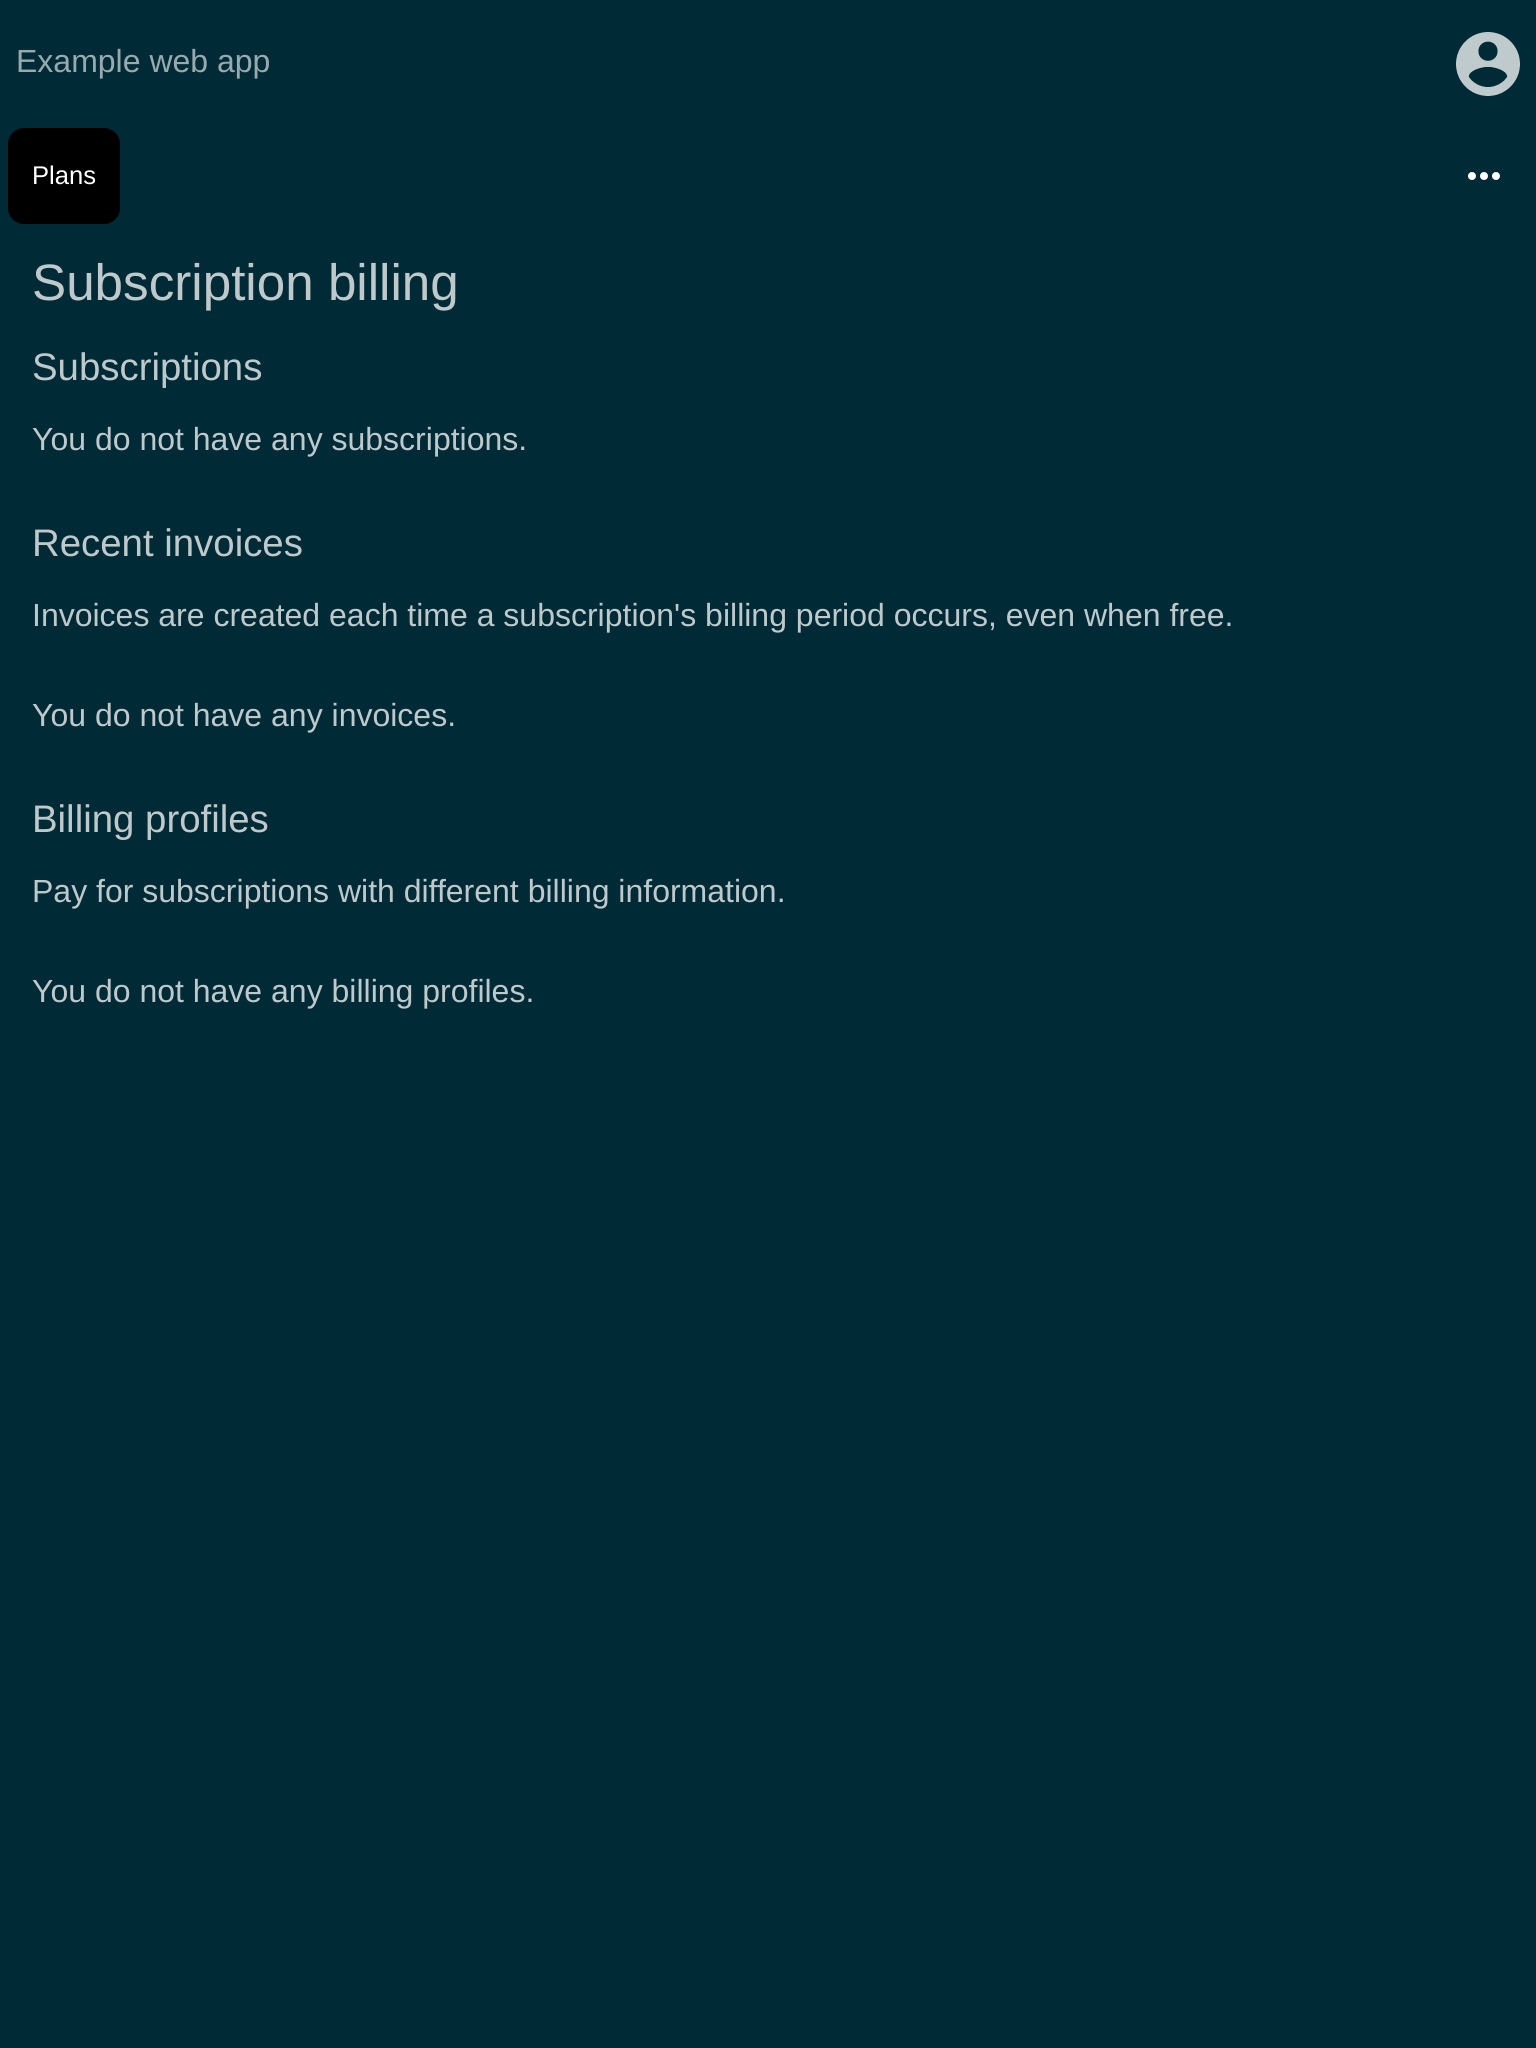 Example web app
Plans
Subscription billing
Subscriptions
You do not have any subscriptions.
Recent invoices
Invoices are created each time a subscription's billing period occurs, even when free.
You do not have any invoices.
Billing profiles
Pay for subscriptions with different billing information.
You do not have any billing profiles.